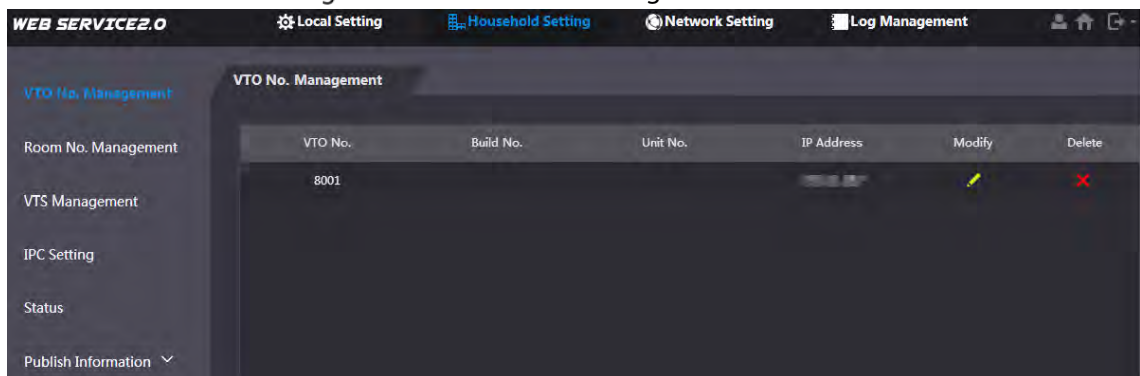 WEB SERVICE2.0 Local Setting Household Setting Network Setting Log Management
VTO No. Management
VTO No. Management
Room No. Management
VTS Management
IPC Setting
Status
Publish Information
VTO No. Build No. Unit No. IP Address Modify Delete
8001